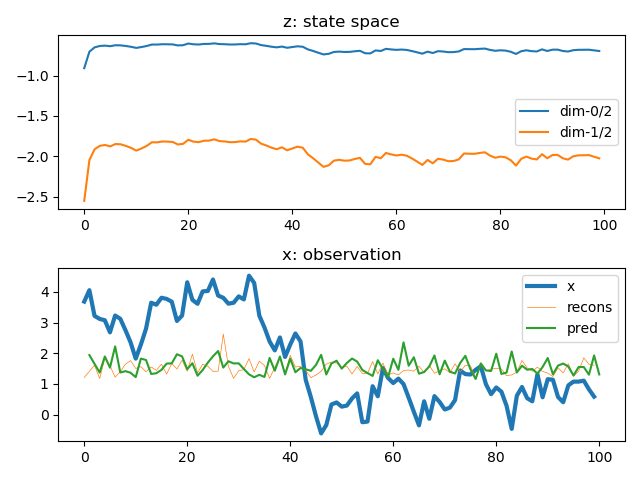 z: state space
−1.0
−1.5
−2.0
−2.5
dim-0/2
dim-1/2
0 20 40 60 80 100
x: observation
4
3
2
1
0
x
recons
pred
0 20 40 60 80 100